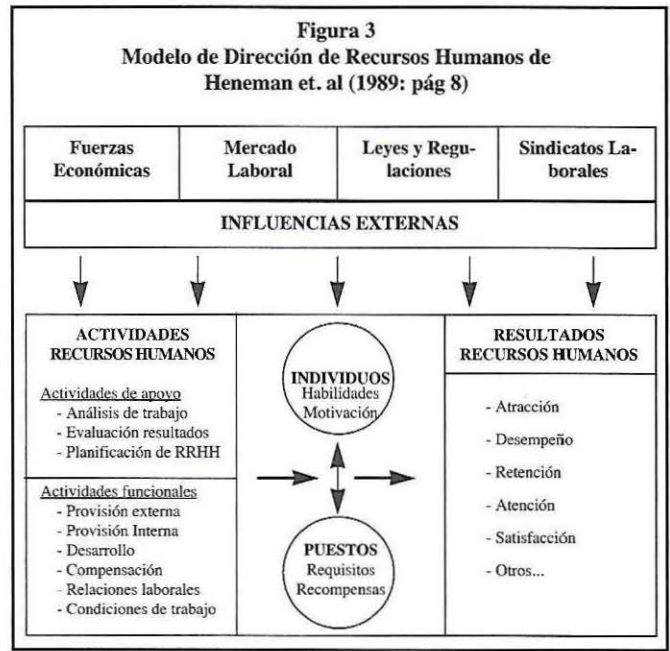 Figura 3
Modelo de Dirección de Recursos Humanos de
Heneman et. al (1989: pág 8)
Fuerzas
Económicas
Mercado
Laboral
Leyes y Regu-
laciones
Sindicatos La-
borales
INFLUENCIAS EXTERNAS
ACTIVIDADES
RECURSOS HUMANOS
Actividades de apoyo
- Análisis de trabajo
- Evaluación resultados
- Planificación de RRHH
Actividades funcionales
- Provisión externa
- Provisión Interna
- Desarrollo
- Compensación
- Relaciones laborales
- Condiciones de trabajo
INDIVIDUOS
Habilidades
Motivación
PUESTOS
Requisitos
Recompensas
RESULTADOS
RECURSOS HUMANOS
- Atracción
- Desempeño
- Retención
- Atención
- Satisfacción
- Otros...